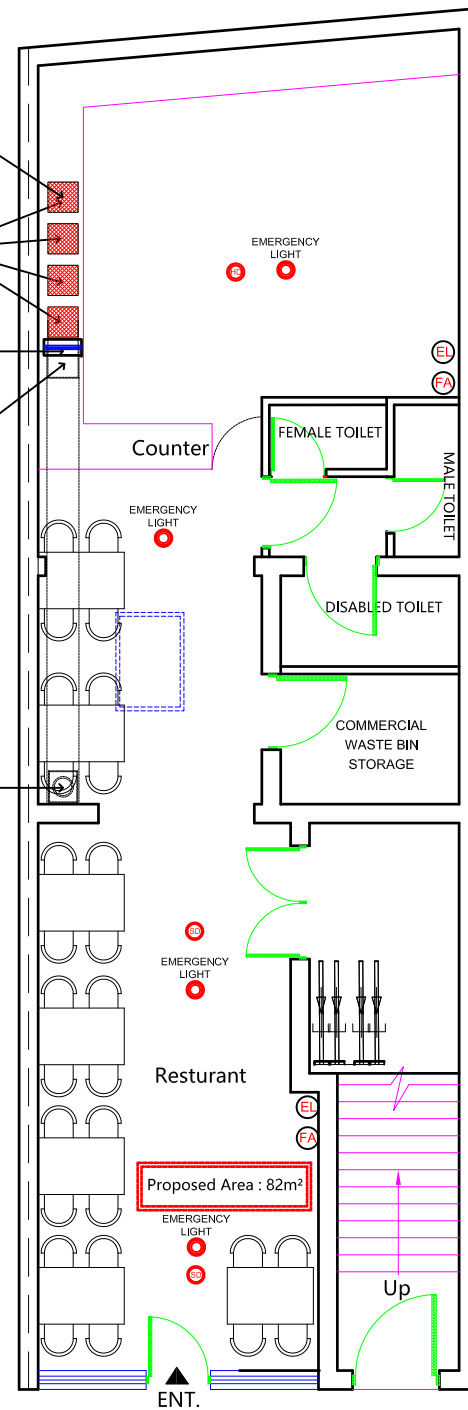 EMERGENCY
LIGHT
HD
EL
FA
FEMALE TOILET
Counter
MALE TOILET
EMERGENCY
LIGHT
DISABLED TOILET
COMMERCIAL
WASTE BIN
STORAGE
SD
EMERGENCY
LIGHT
Resturant
EL
FA
Proposed Area : 82m²
EMERGENCY
LIGHT
SD
Up
ENT.